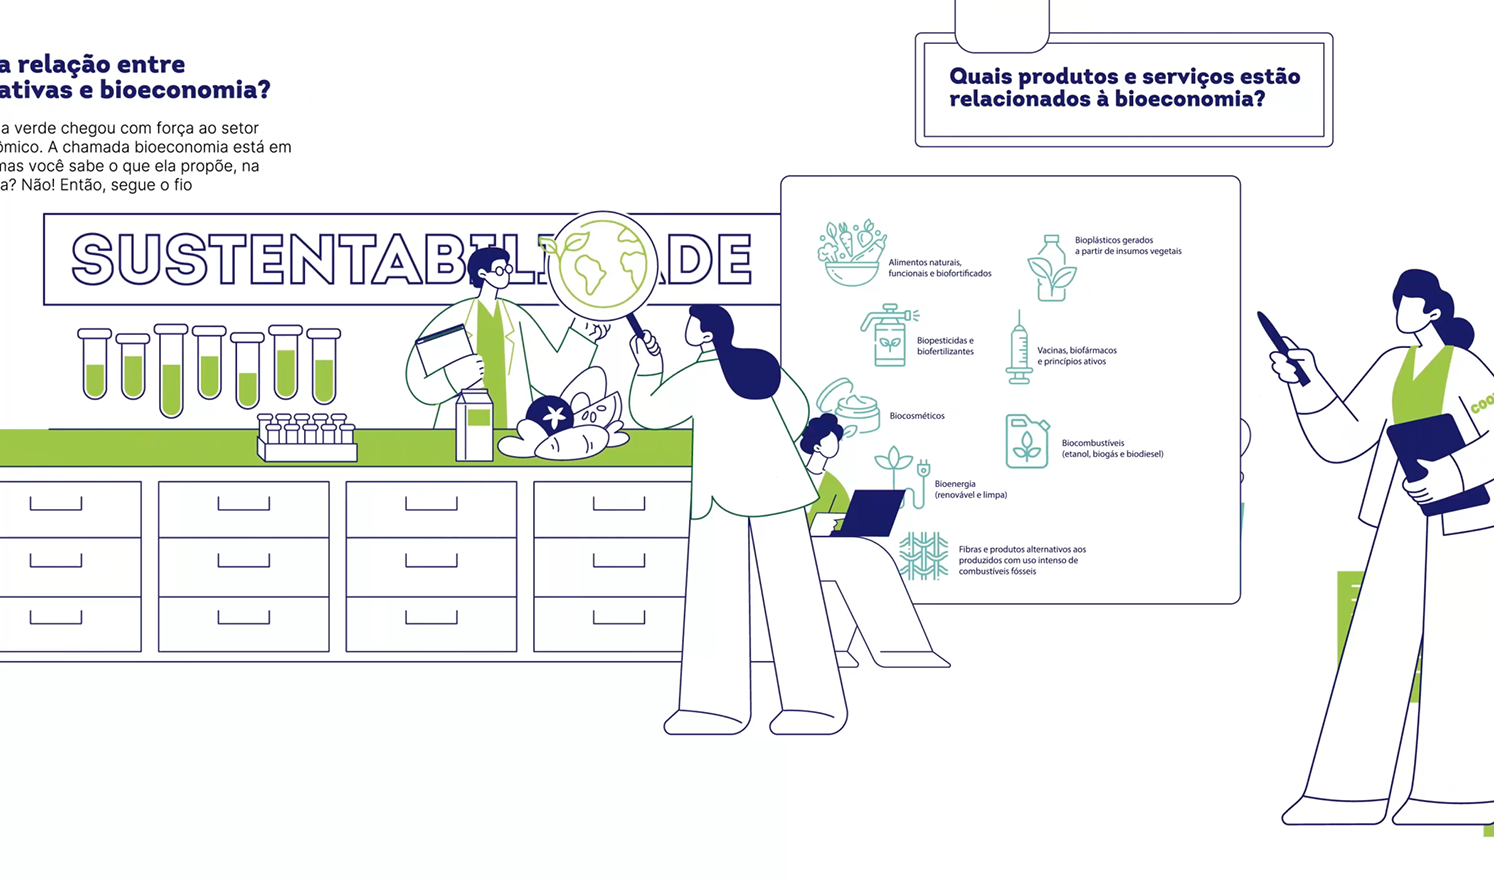 a relação entre
ativas e bioeconomia?
a verde chegou com força ao setor
ômico. A chamada bioeconomia está em
mas você sabe o que ela propõe, na
a? Não! Então, segue o fio
SUSTENTABILI ADE
Quais produtos e serviços estão
relacionados à bioeconomia?
Alimentos naturais,
funcionais e biofortificados
Bioplásticos gerados
a partir de insumos vegetais
Biopesticidas e
biofertilizantes
Vacinas, biofármacos
e princípios ativos
Biocosméticos
Biocombustíveis
(etanol, biogás e biodiesel)
Bioenergia
(renovável e limpa)
Fibras e produtos alternativos aos
produzidos com uso intenso de
combustíveis fósseis
COO